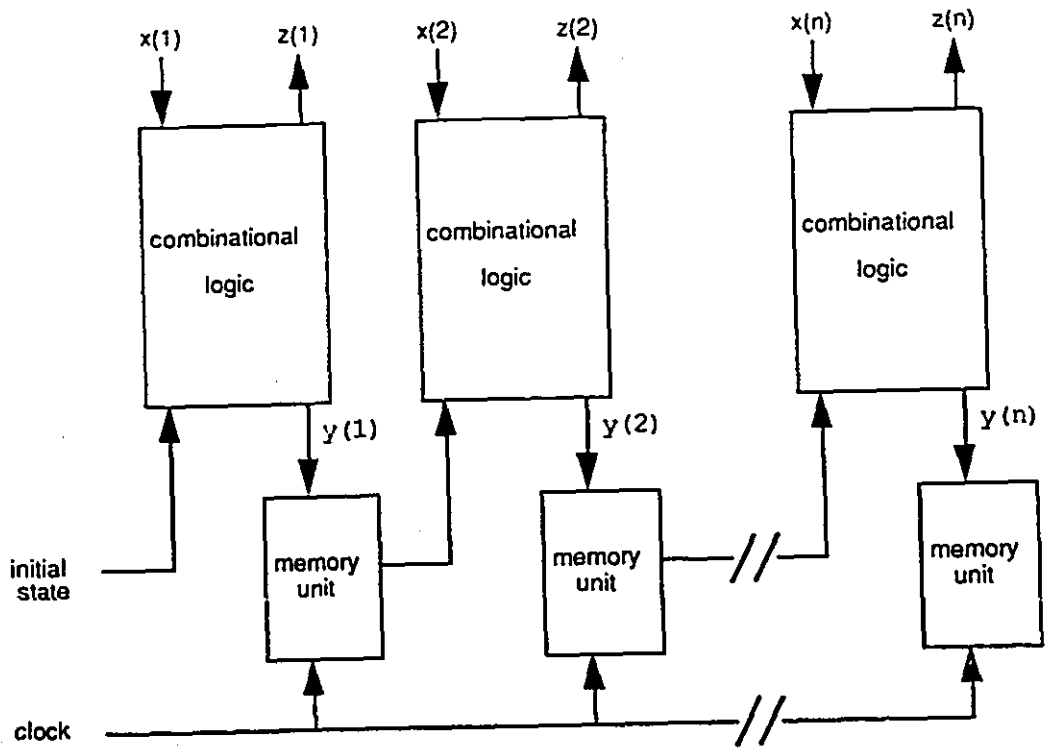 x(1)
z(1)
x(2)
z(2)
x(n)
z(n)
combinational
logic
combinational
logic
combinational
logic
y(1)
y(2)
y(n)
initial
state
memory
unit
memory
unit
memory
unit
clock